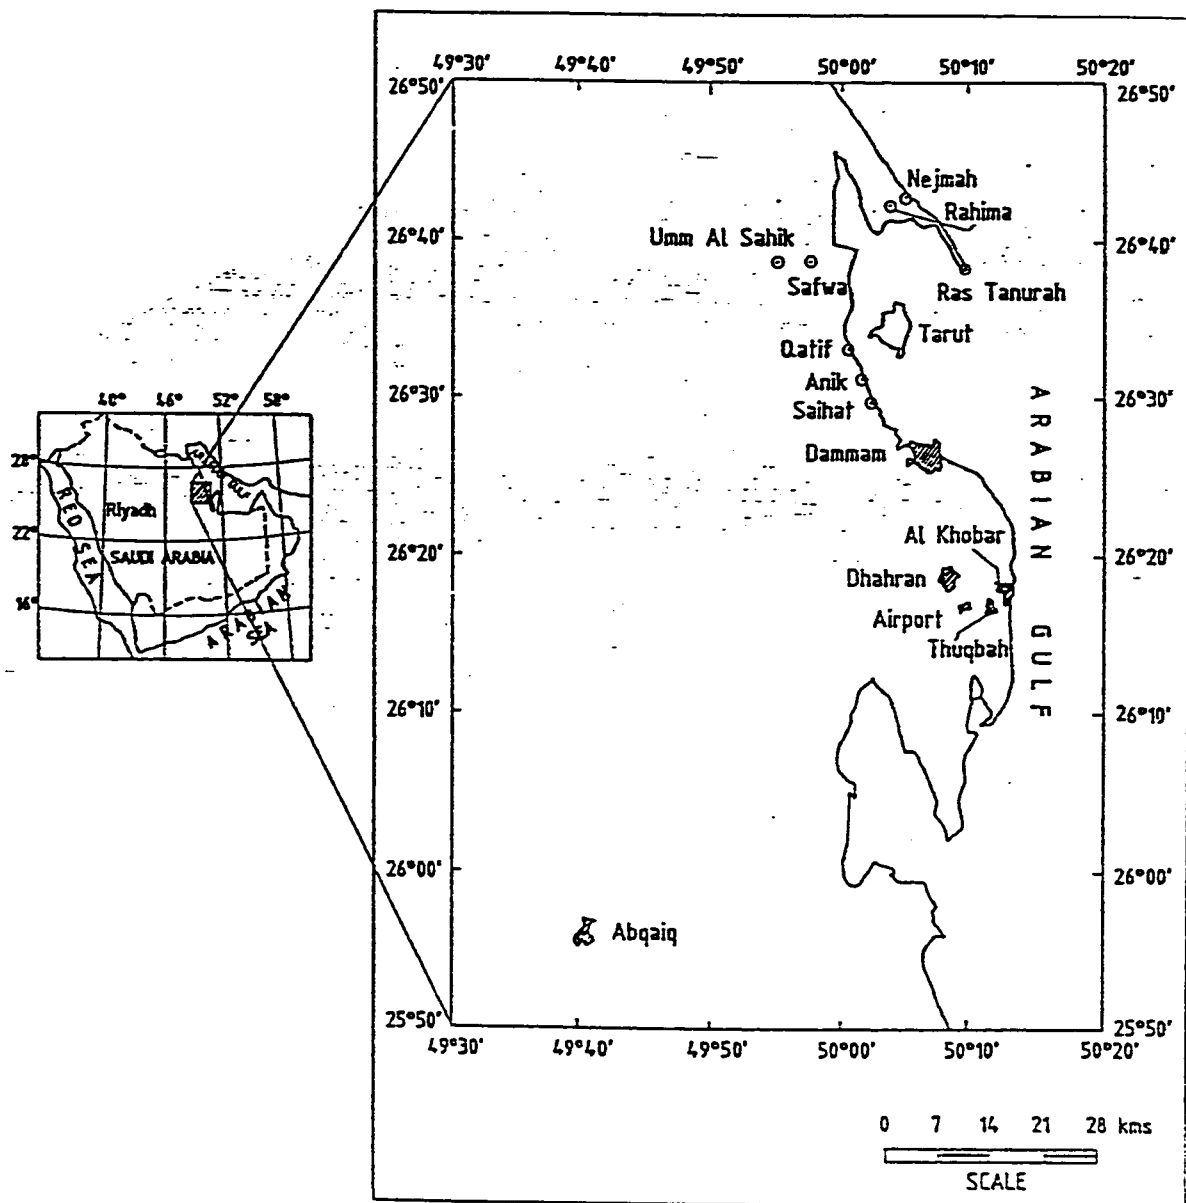 49°30' 49°40' 49°50' 50°00' 50°10' 50°20'
26°50' 26°50'
Nejmah
Rahima
26°40' Umm Al Sahik 26°40'
Safwa
Ras Tanurah
Tarut
Qatif
Anik
26°30' 26°30'
Saihat
Dammam
ARABIAN GULF
Al Khobar
26°20' 26°20'
Dhahran
Airport
Thuqbah
26°10' 26°10'
26°00' 26°00'
Abqaiq
25°50' 25°50'
49°30' 49°40' 49°50' 50°00' 50°10' 50°20'
0 7 14 21 28 kms
SCALE
40° 46° 52° 58°
28°
RED SEA
Riyadh
22°
SAUDI ARABIA
16°
ARABIAN
SEA